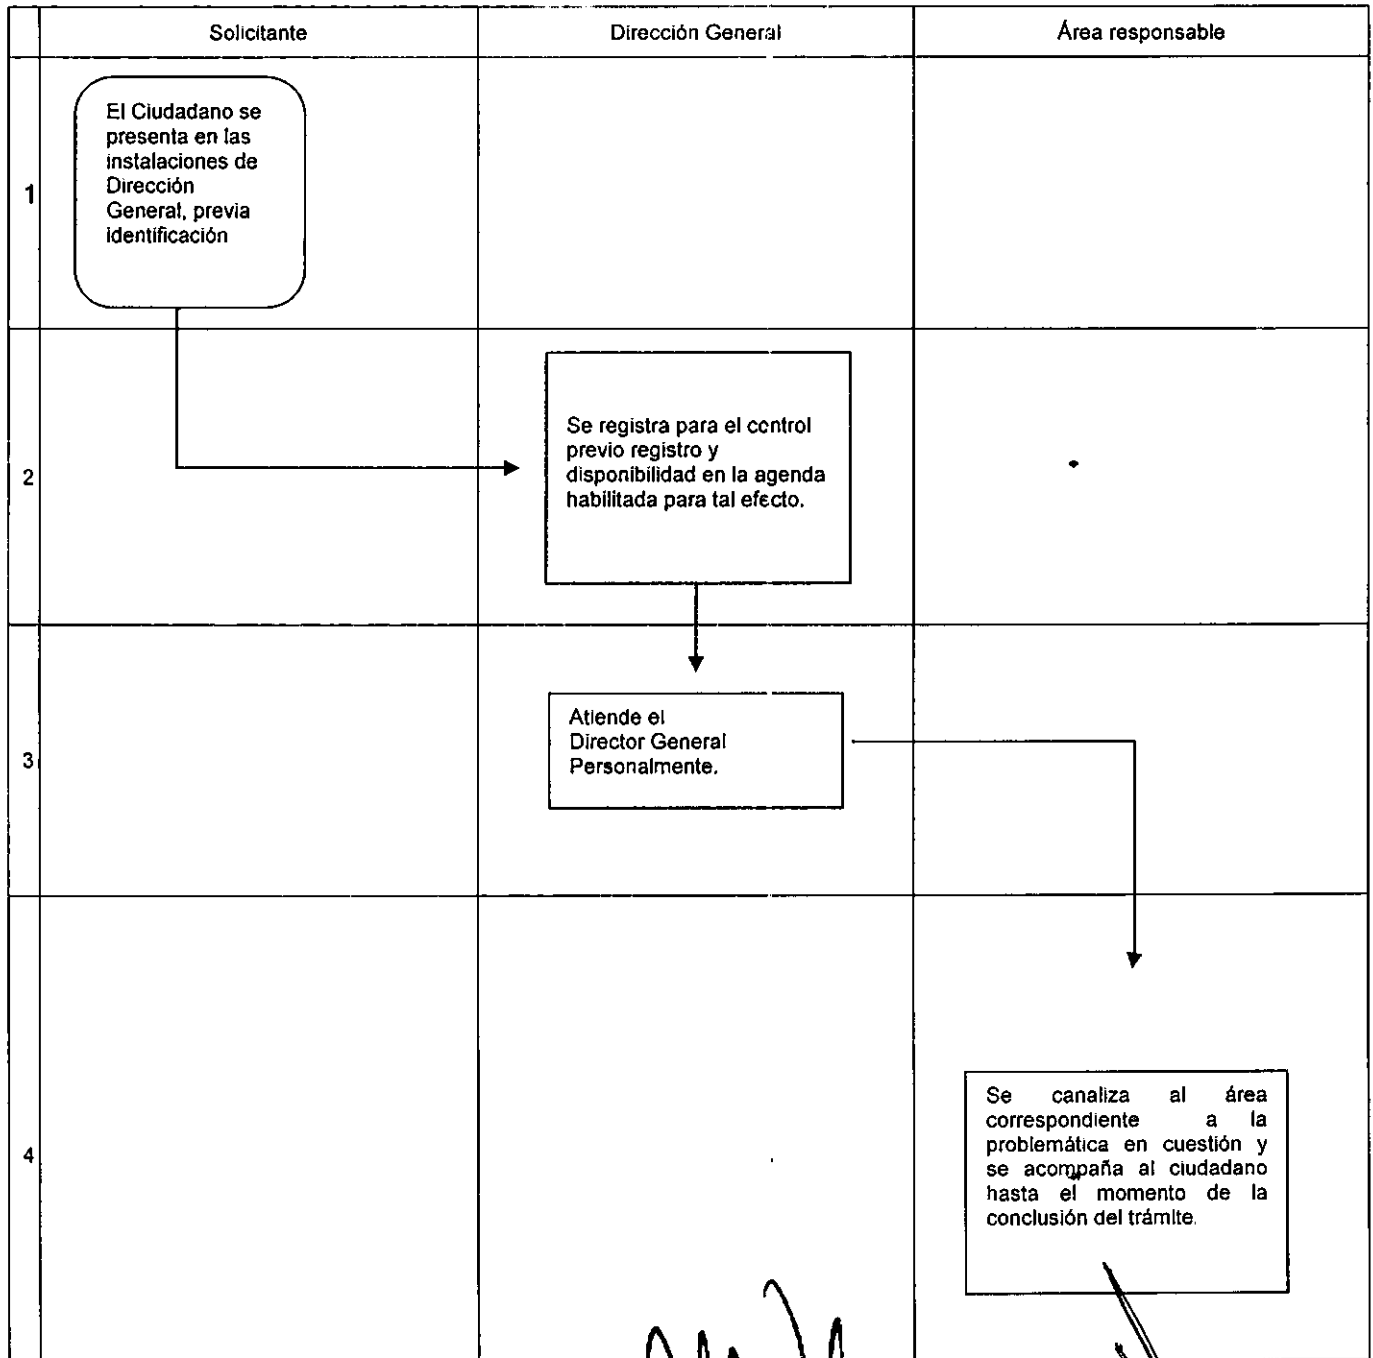 Solicitante
Dirección General
Área responsable
1
El Ciudadano se
presenta en las
instalaciones de
Dirección
General, previa
identificación
2
Se registra para el control
previo registro y
disponibilidad en la agenda
habilitada para tal efecto.
3
Atiende el
Director General
Personalmente.
4
Se canaliza al área
correspondiente a la
problemática en cuestión y
se acompaña al ciudadano
hasta el momento de la
conclusión del trámite.